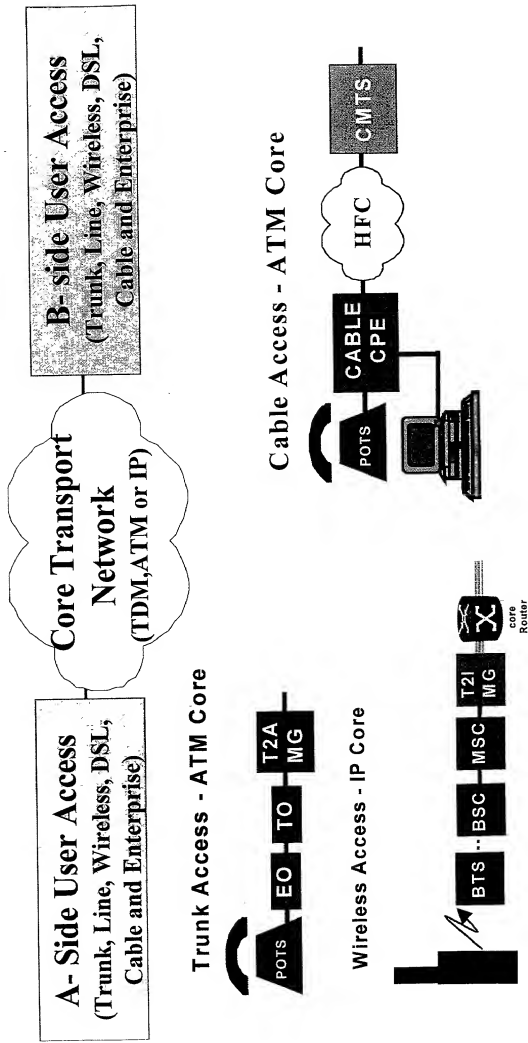 A- Side User Access
(Trunk, Line, Wireless, DSL,
Cable and Enterprise)
Core Transport
Network
(TDM,ATM or IP)
B- side User Access
(Trunk, Line, Wireless, DSL,
Cable and Enterprise)
Trunk Access - ATM Core
POTS
EO
TO
T2A
MG
Wireless Access - IP Core
BTS
BSC
MSC
T2I
MG
core
Router
Cable Access - ATM Core
POTS
CABLE
CPE
HFC
CMTS